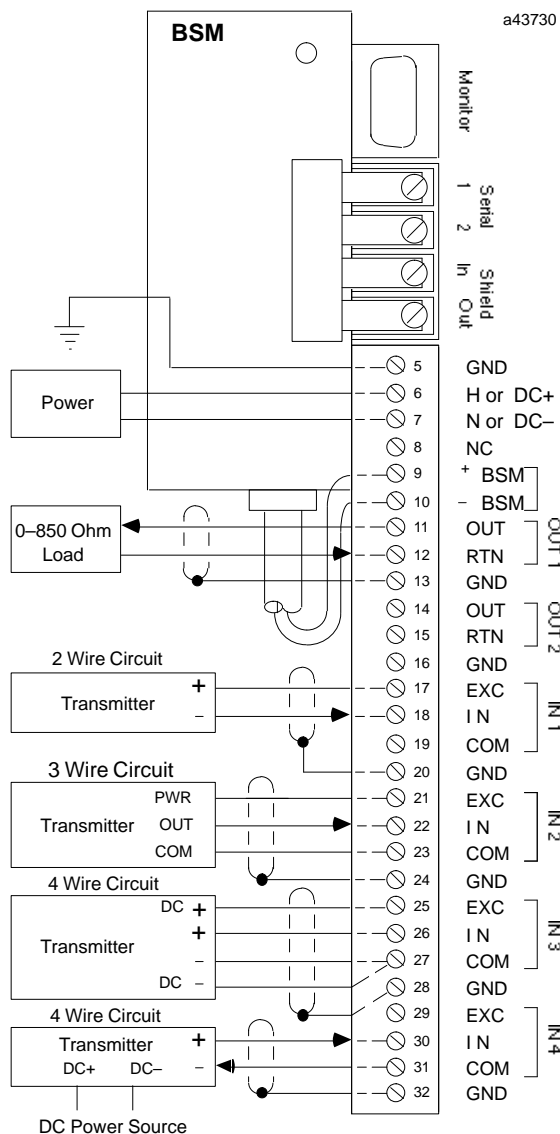 a43730
BSM
Monitor
Serial
1
2
Shield
In
Out
5 GND
Power
6 H or DC+
7 N or DC–
8 NC
9 + BSM
10 – BSM
0–850 Ohm
Load
11 OUT
12 RTN
OUT 1
13 GND
14 OUT
15 RTN
OUT 2
16 GND
2 Wire Circuit
Transmitter
+
–
17 EXC
18 IN
19 COM
IN 1
20 GND
3 Wire Circuit
Transmitter
PWR
OUT
COM
21 EXC
22 IN
23 COM
IN 2
24 GND
4 Wire Circuit
Transmitter
DC +
+
–
DC –
25 EXC
26 IN
27 COM
IN 3
28 GND
4 Wire Circuit
Transmitter
+
–
DC+ DC–
29 EXC
30 IN
31 COM
IN 4
32 GND
DC Power Source